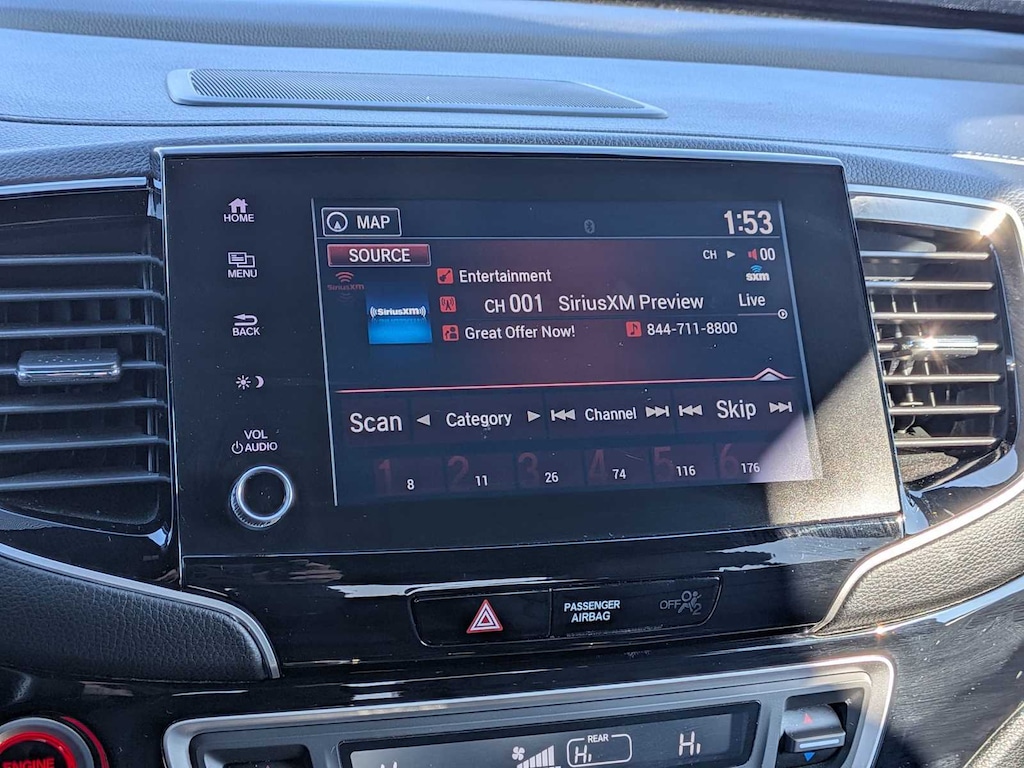 HOME
MENU
BACK
VOL
AUDIO
MAP
1:53
SOURCE
CH 00
SiriusXM
sxm
Entertainment
((SiriusXM))
CH 001 SiriusXM Preview Live
Great Offer Now! 844-711-8800
Scan Category Channel Skip
1 8 2 11 3 26 4 74 5 116 6 176
PASSENGER
AIRBAG
OFF 2
REAR
Hi Hi
ENGINE